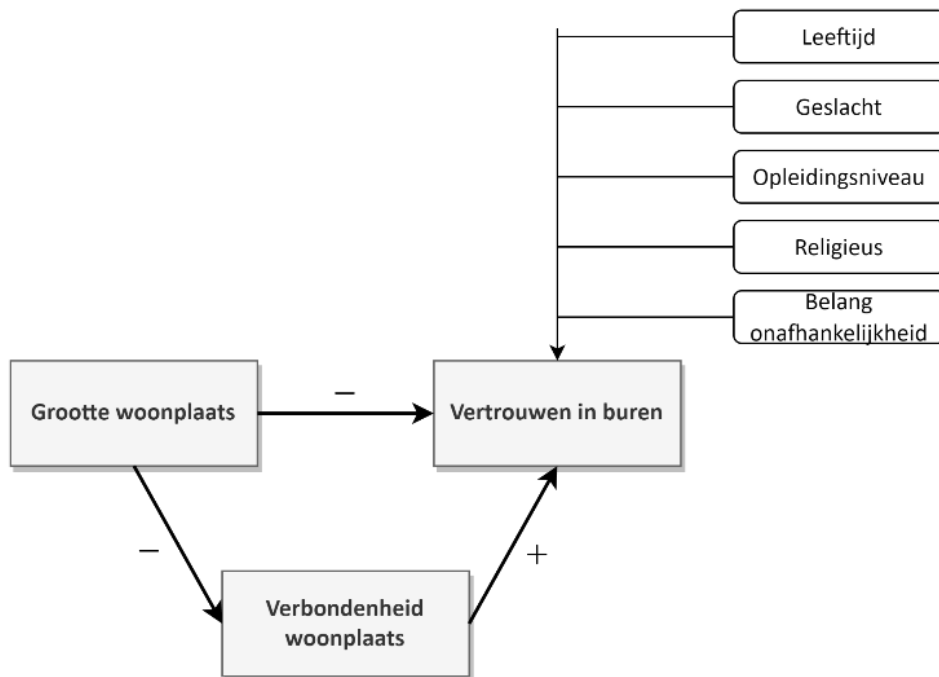 Leeftijd
Geslacht
Opleidingsniveau
Religieus
Belang
onafhankelijkheid
Grootte woonplaats
–
Vertrouwen in buren
–
+
Verbondenheid
woonplaats